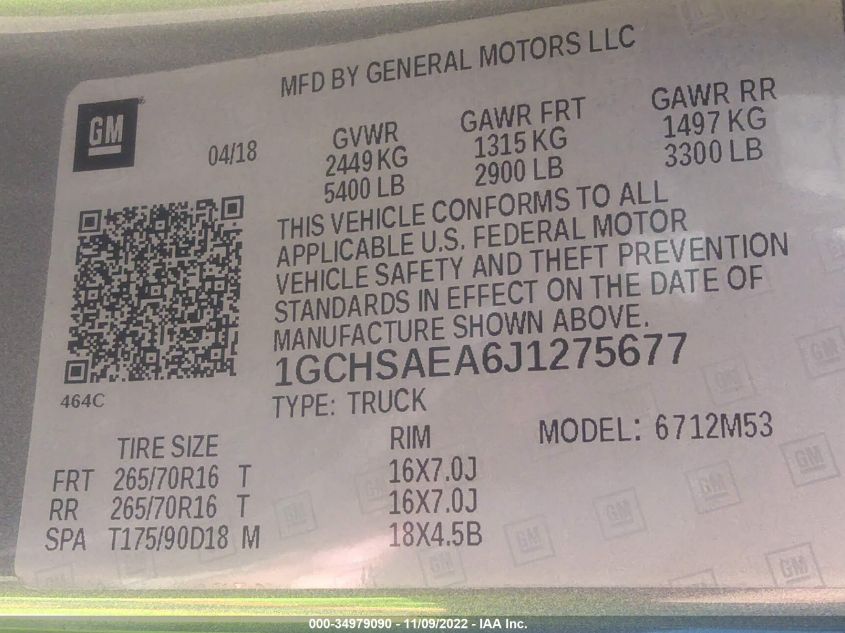 MFD BY GENERAL MOTORS LLC
GM
04/18
GVWR
2449 KG
5400 LB
GAWR FRT
1315 KG
2900 LB
GAWR RR
1497 KG
3300 LB
THIS VEHICLE CONFORMS TO ALL
APPLICABLE U.S. FEDERAL MOTOR
VEHICLE SAFETY AND THEFT PREVENTION
STANDARDS IN EFFECT ON THE DATE OF
MANUFACTURE SHOWN ABOVE.
1GCHSAEA6J1275677
464C
TYPE: TRUCK
MODEL: 6712M53
TIRE SIZE RIM
FRT 265/70R16 T 16X7.0J
RR 265/70R16 T 16X7.0J
SPA T175/90D18 M 18X4.5B
000-34979090 - 11/09/2022 - IAA Inc.